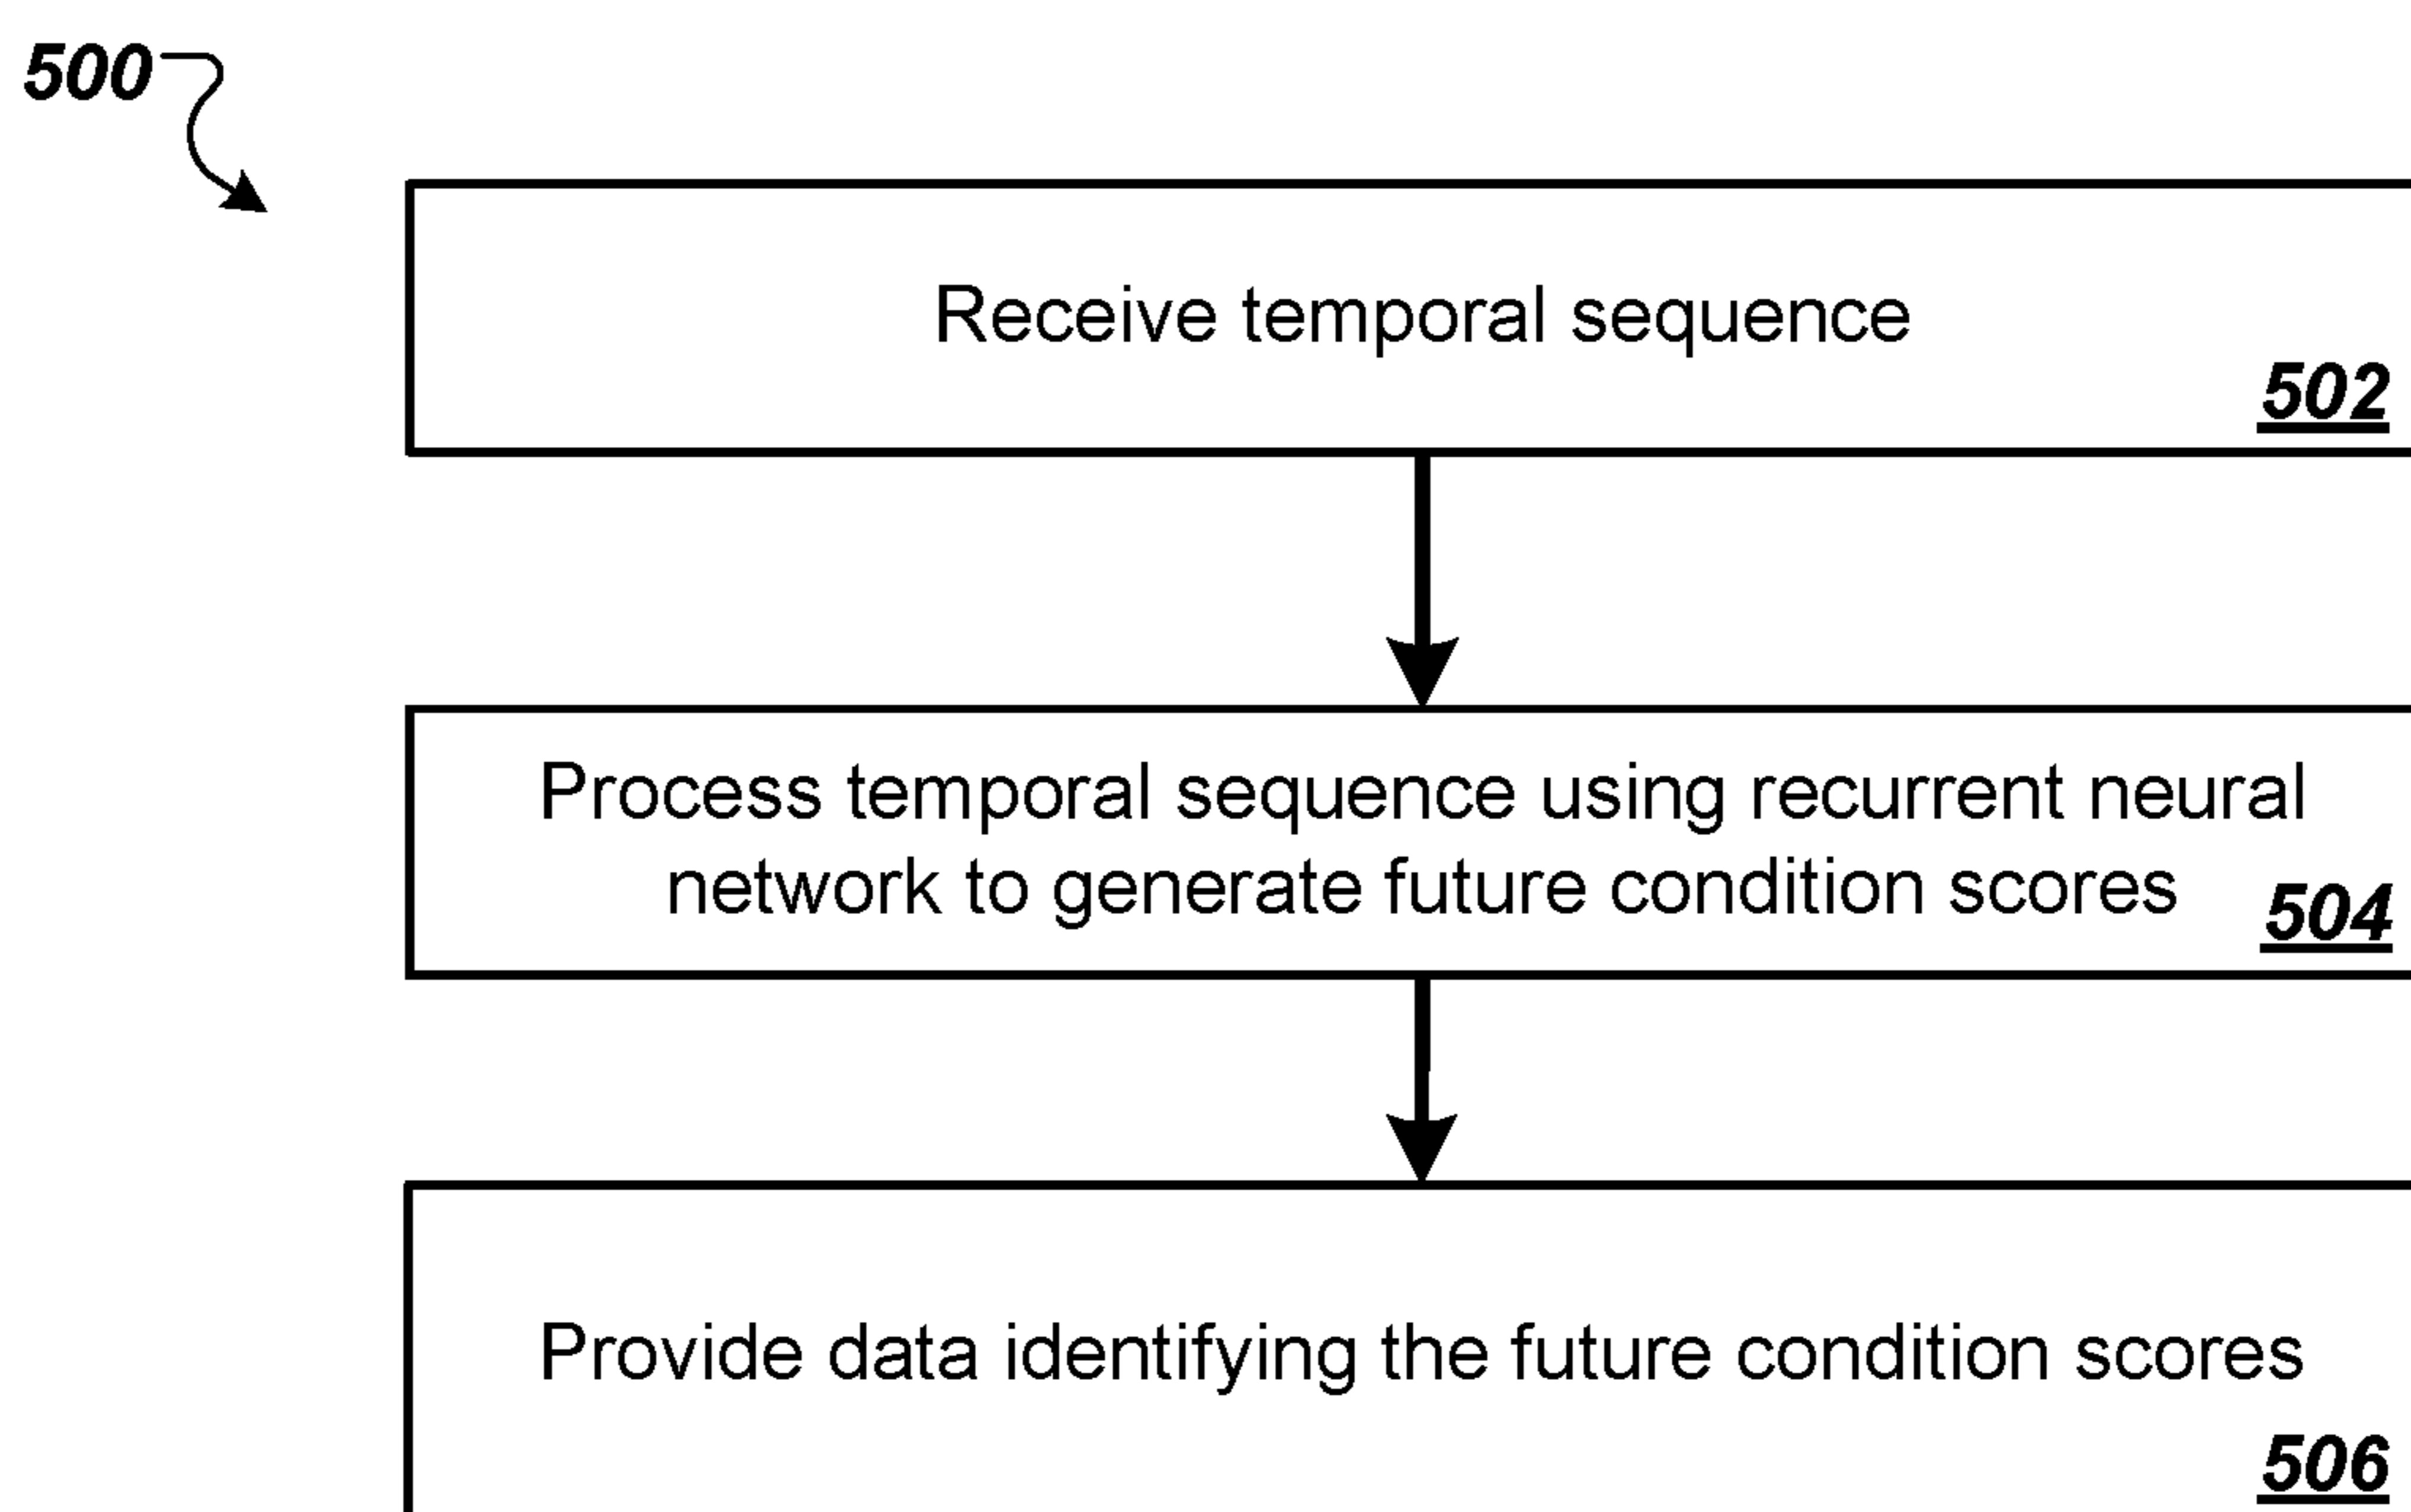 500
Receive temporal sequence
502
Process temporal sequence using recurrent neural
network to generate future condition scores
504
Provide data identifying the future condition scores
506